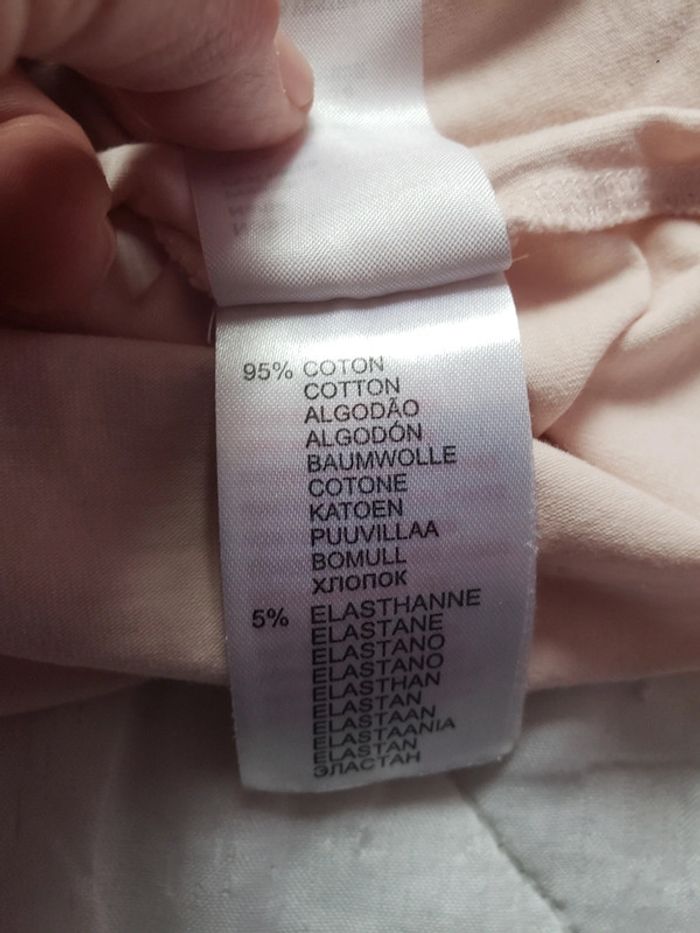 95% COTON
COTTON
ALGODÃO
ALGODÓN
BAUMWOLLE
COTONE
KATOEN
PUUVILLAA
BOMULL
ХЛОПОК
5% ELASTHANNE
ELASTANE
ELASTANO
ELASTANO
ELASTHAN
ELASTAN
ELASTAAN
ELASTAANIA
ELASTAN
ЭЛАСТАН